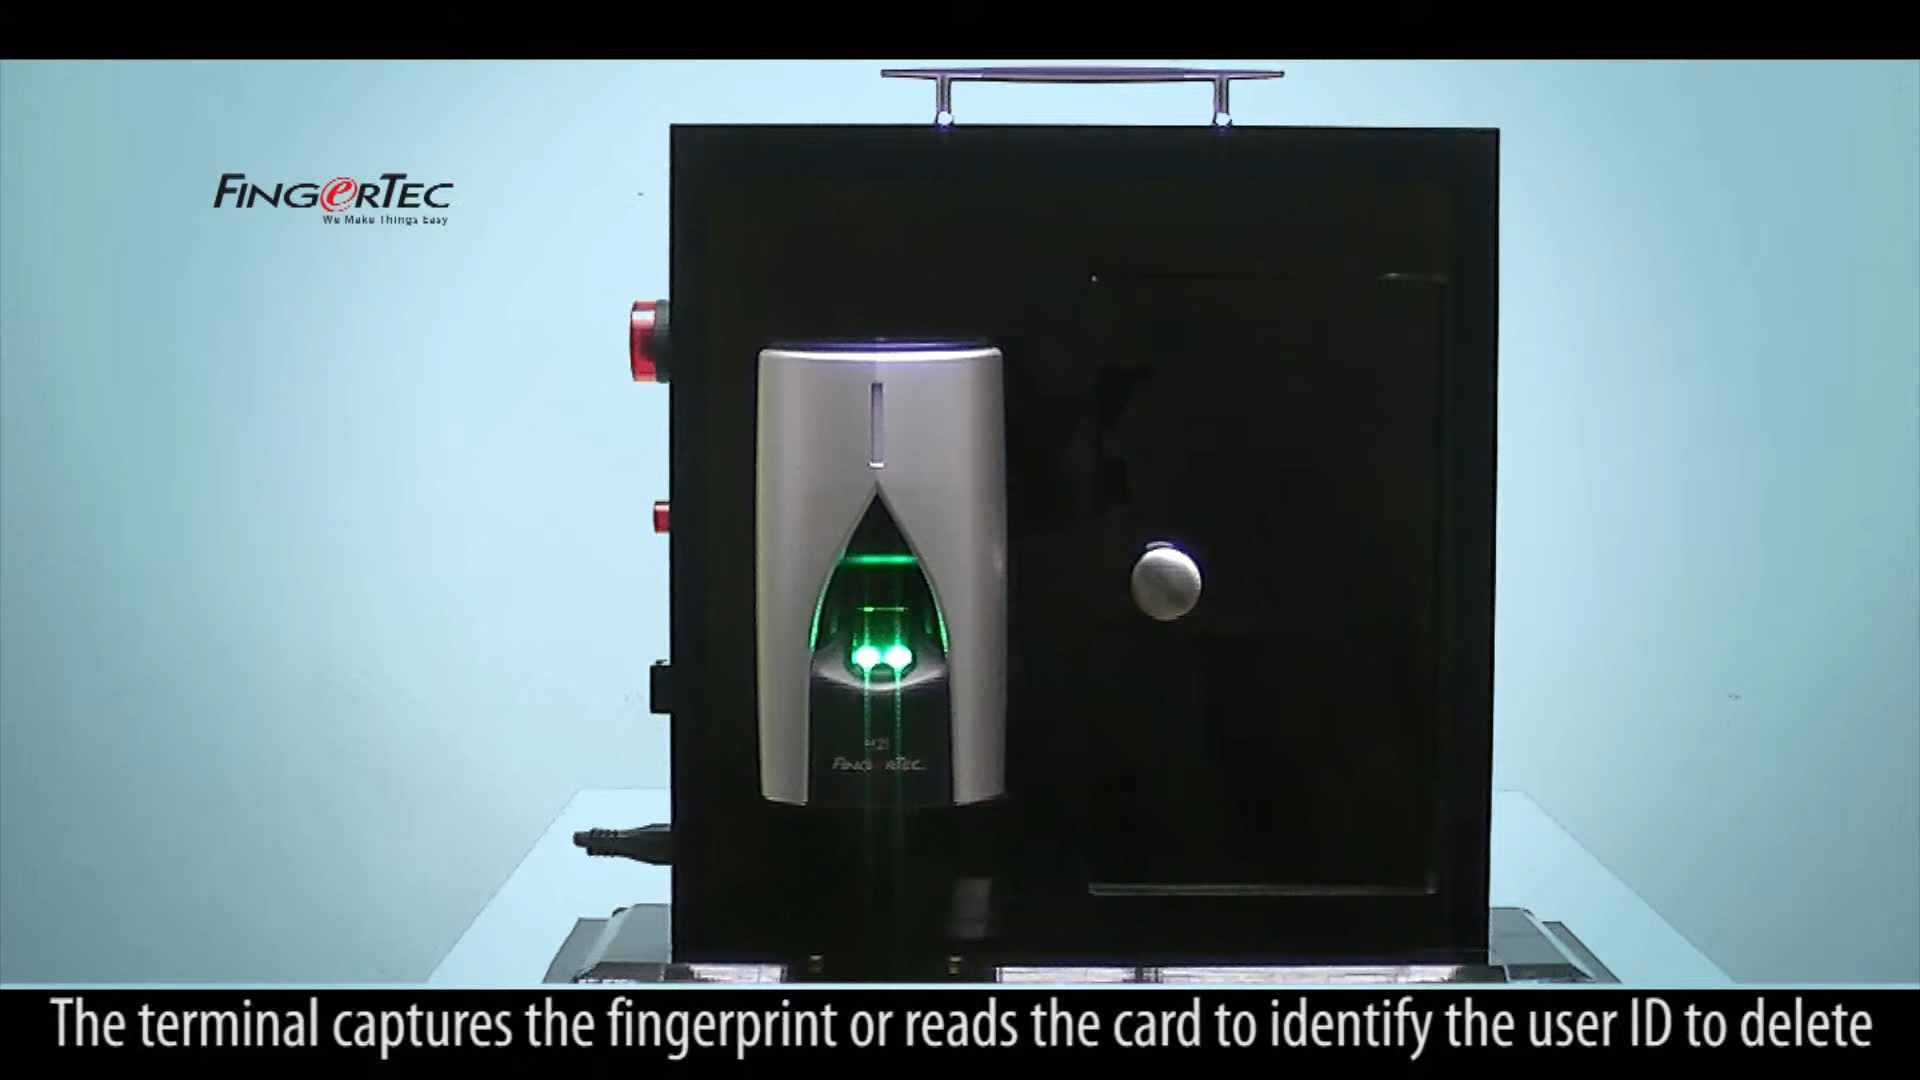 FINGERTEC
We Make Things Easy
FINGERTEC
The terminal captures the fingerprint or reads the card to identify the user ID to delete